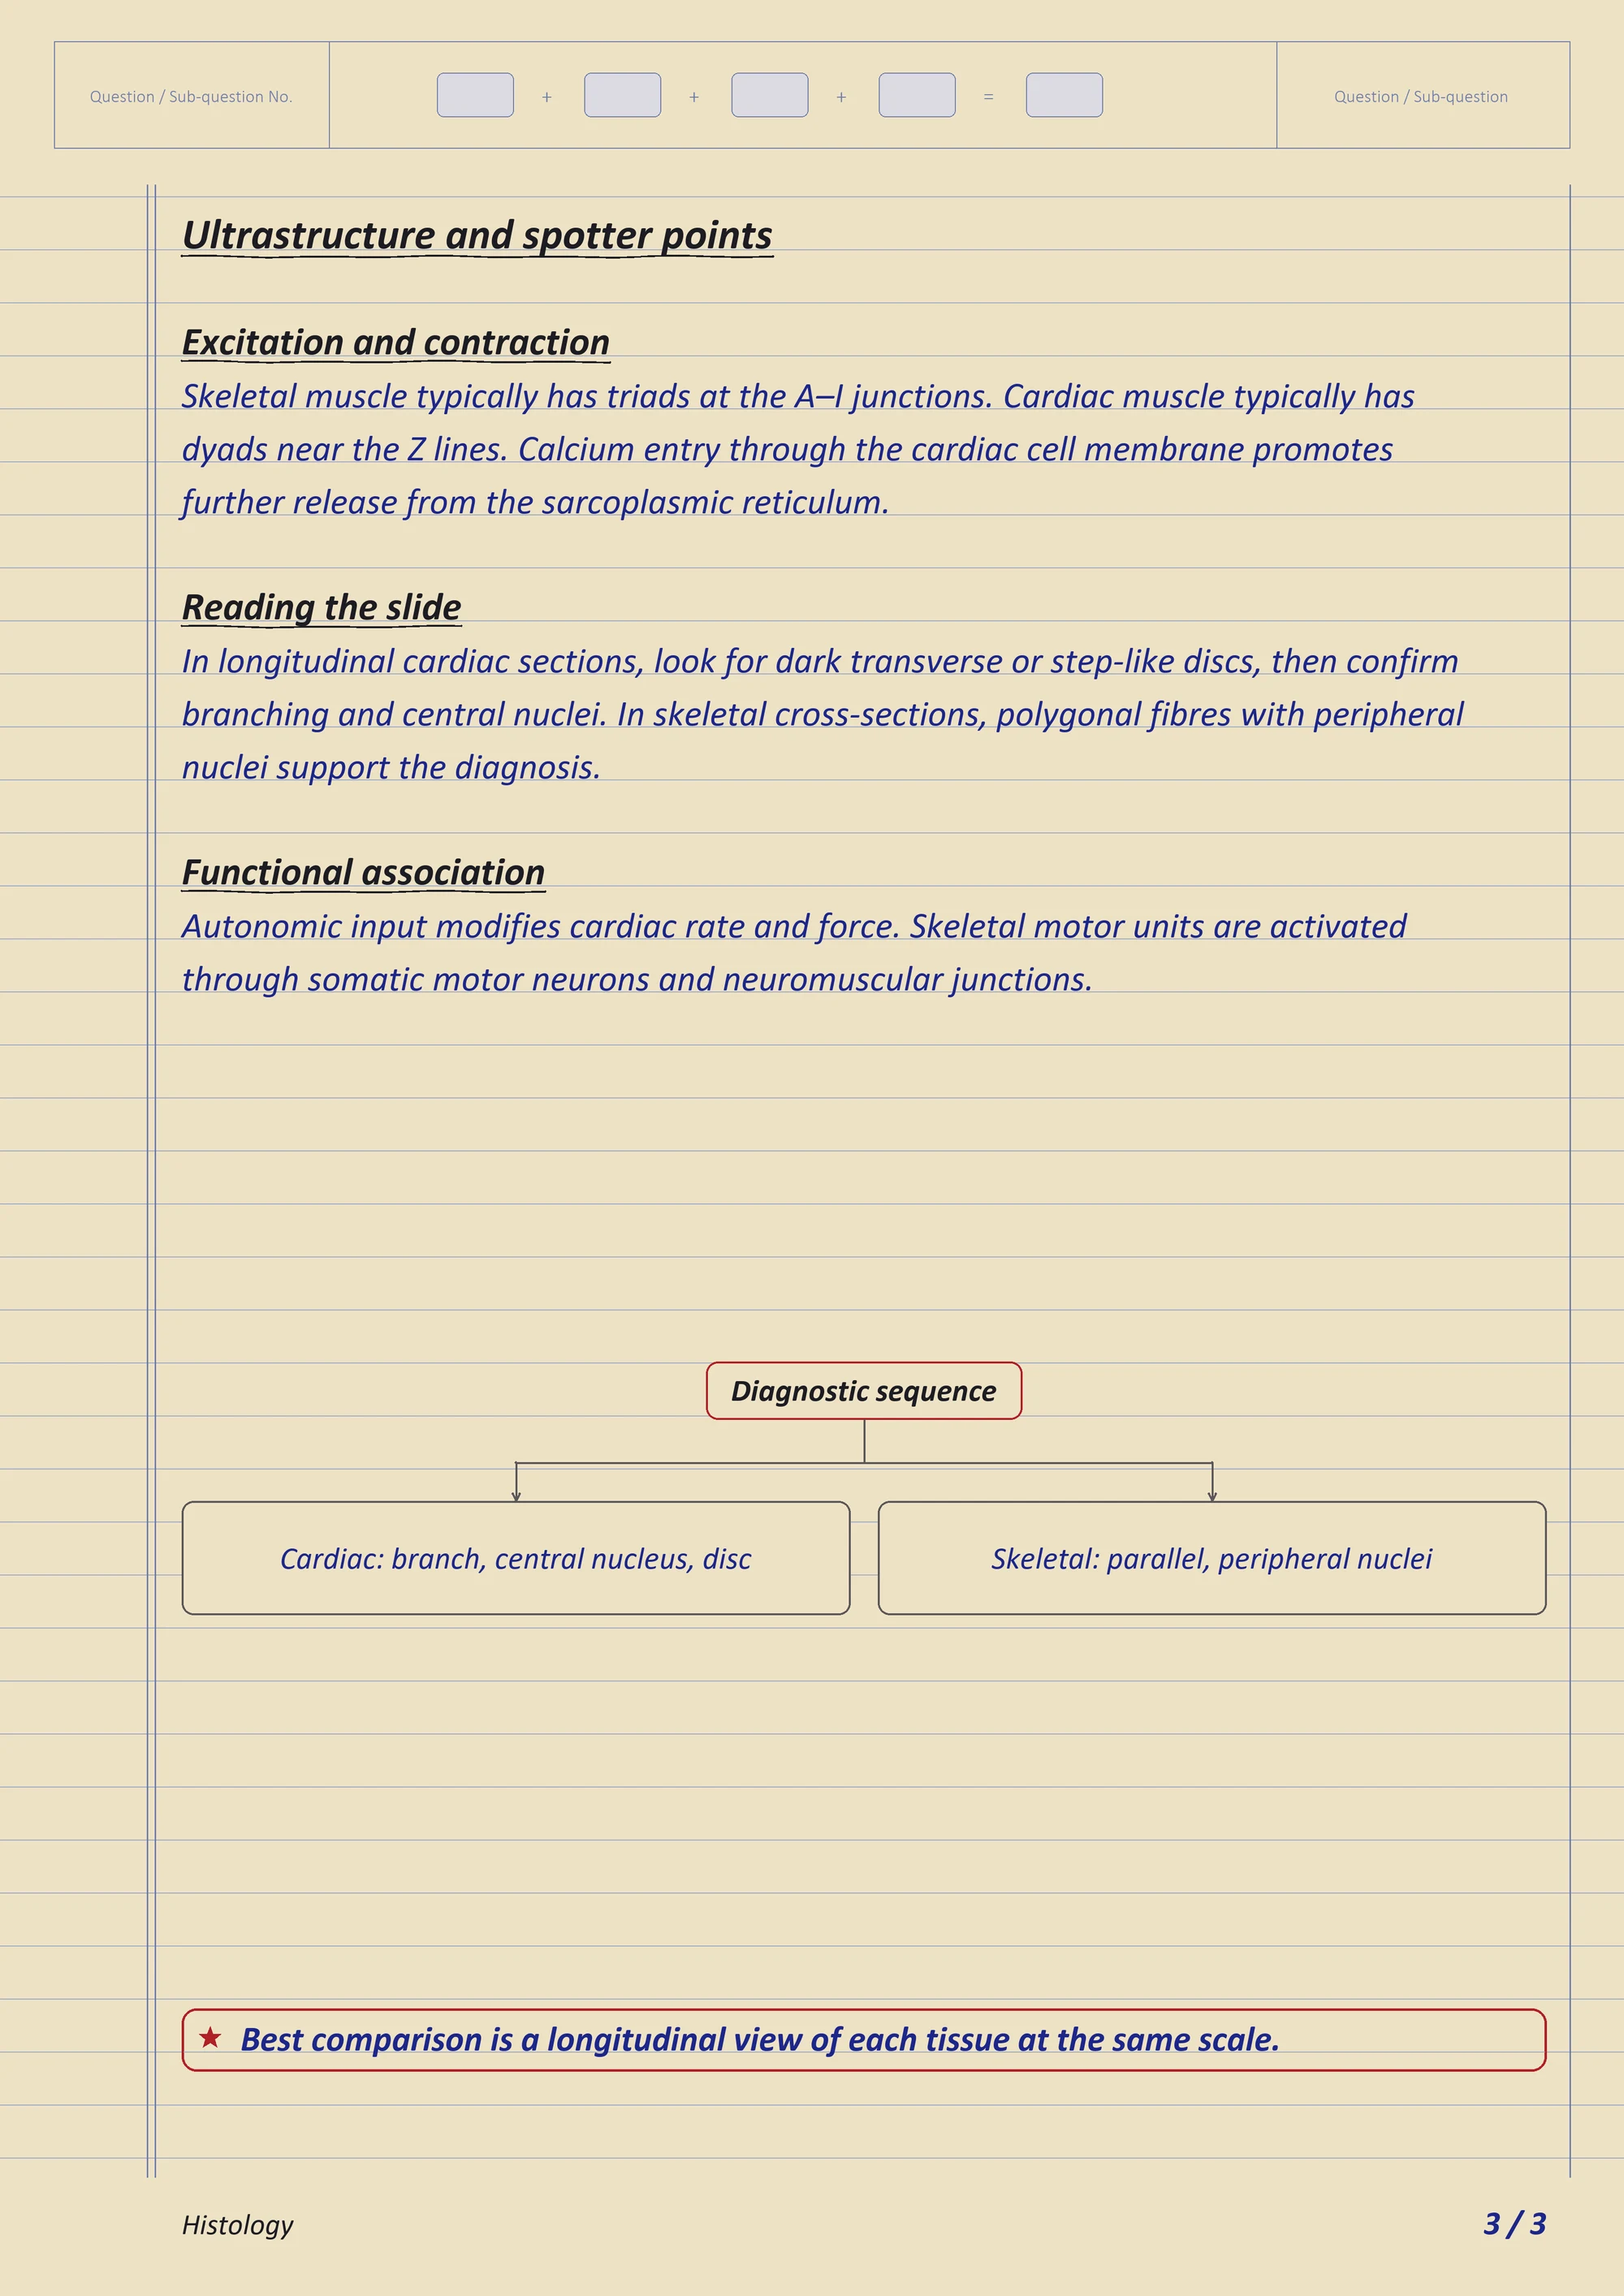 Question / Sub-question No.
+ + + =
Question / Sub-question
Ultrastructure and spotter points
Excitation and contraction
Skeletal muscle typically has triads at the A–I junctions. Cardiac muscle typically has
dyads near the Z lines. Calcium entry through the cardiac cell membrane promotes
further release from the sarcoplasmic reticulum.
Reading the slide
In longitudinal cardiac sections, look for dark transverse or step-like discs, then confirm
branching and central nuclei. In skeletal cross-sections, polygonal fibres with peripheral
nuclei support the diagnosis.
Functional association
Autonomic input modifies cardiac rate and force. Skeletal motor units are activated
through somatic motor neurons and neuromuscular junctions.
Diagnostic sequence
Cardiac: branch, central nucleus, disc
Skeletal: parallel, peripheral nuclei
★ Best comparison is a longitudinal view of each tissue at the same scale.
Histology
3 / 3